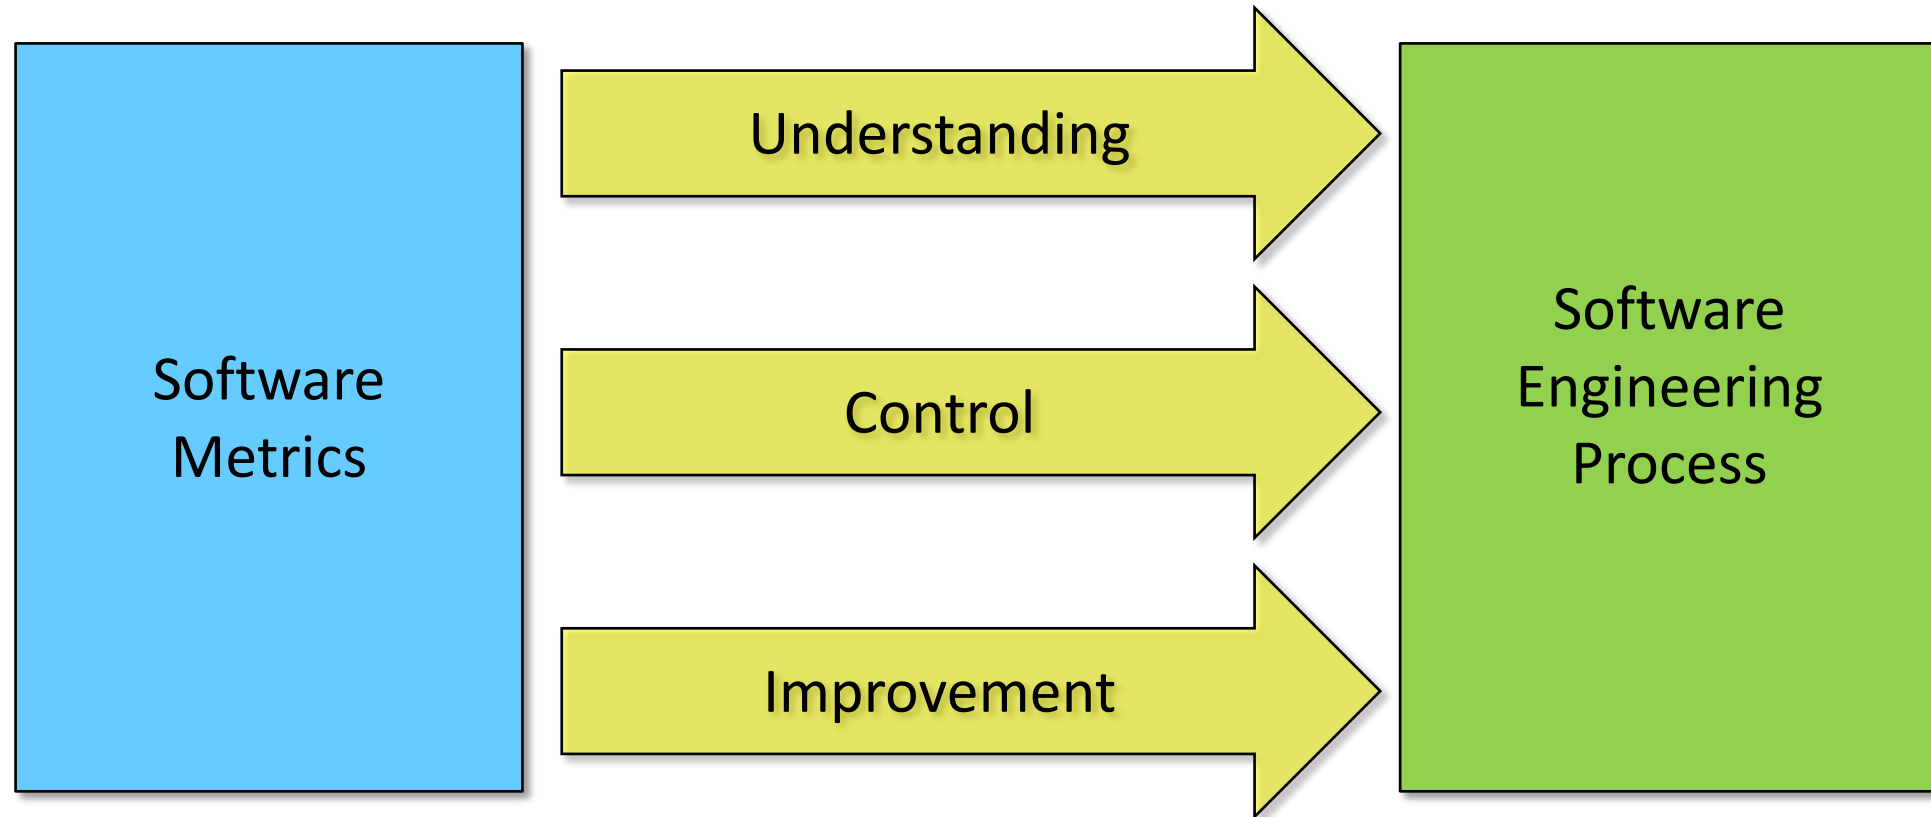 Software
Metrics
Understanding
Control
Improvement
Software
Engineering
Process